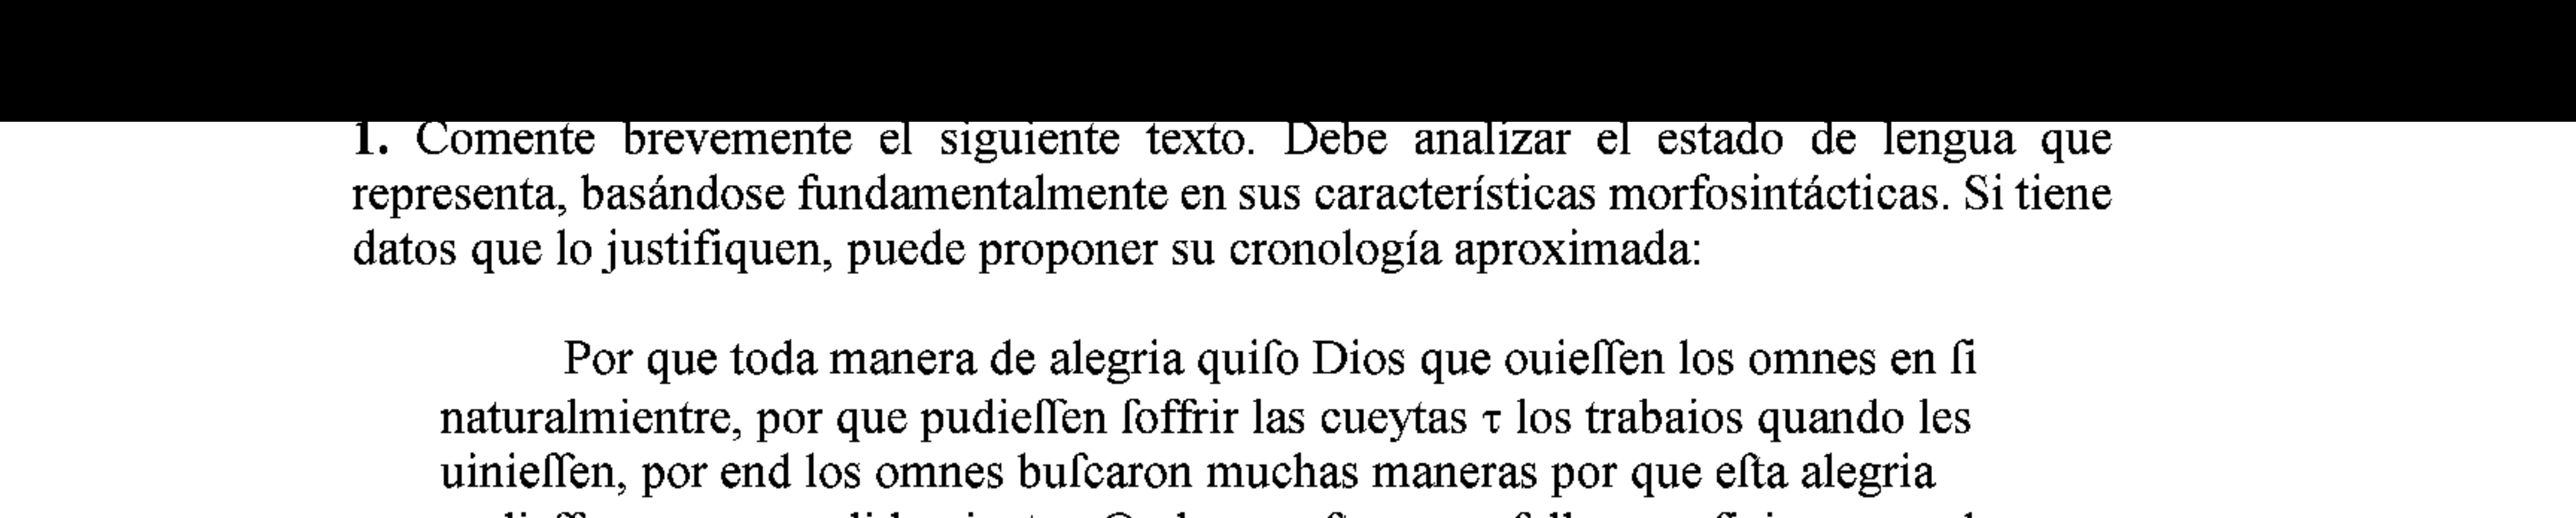 1. Comente brevemente el siguiente texto. Debe analizar el estado de lengua que
representa, basándose fundamentalmente en sus características morfosintácticas. Si tiene
datos que lo justifiquen, puede proponer su cronología aproximada:
Por que toda manera de alegria quiſo Dios que ouieſſen los omnes en ſi
naturalmientre, por que pudieſſen ſoffrir las cueytas τ los trabaios quando les
uinieſſen, por end los omnes buſcaron muchas maneras por que eſta alegria